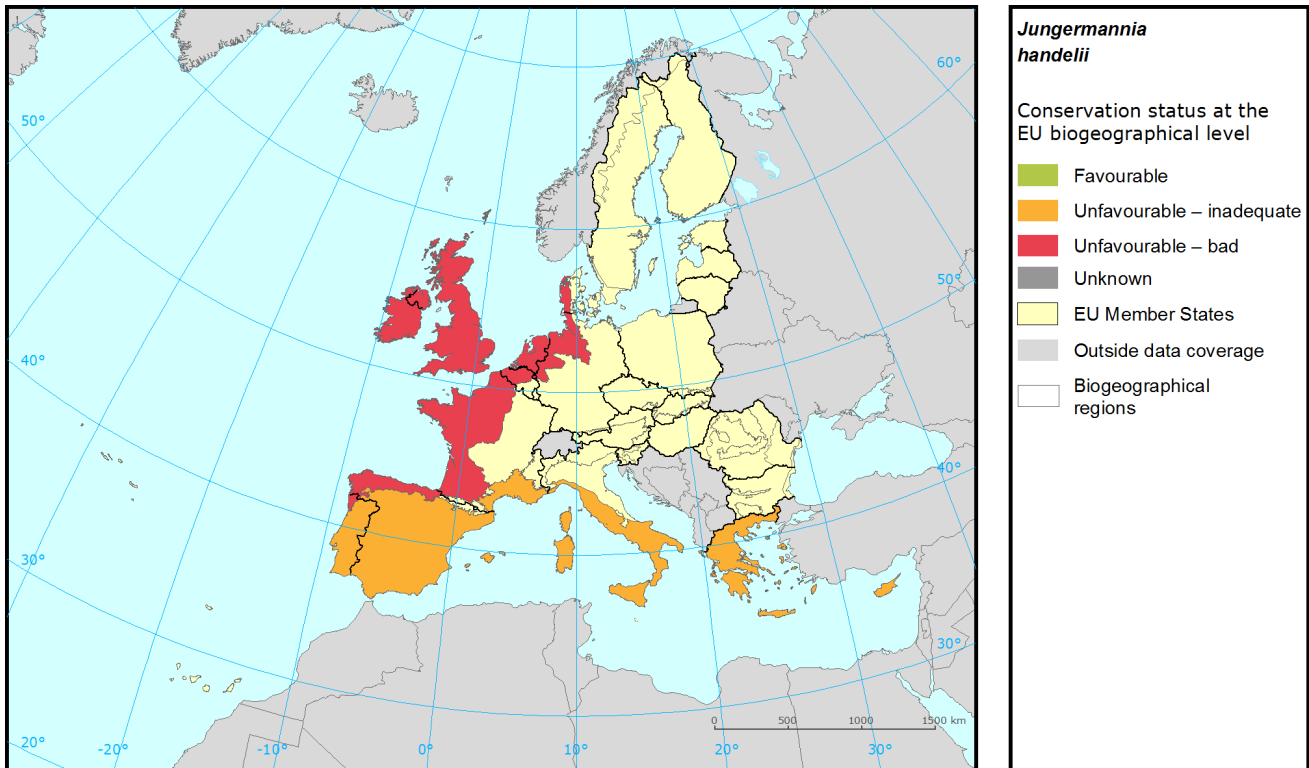 Jungermannia
handelii
Conservation status at the
EU biogeographical level
Favourable
Unfavourable – inadequate
Unfavourable – bad
Unknown
EU Member States
Outside data coverage
Biogeographical
regions
60°
50°
50°
40°
40°
30°
30°
0 500 1000 1500 km
20° -20° -10° 0° 10° 20° 30°